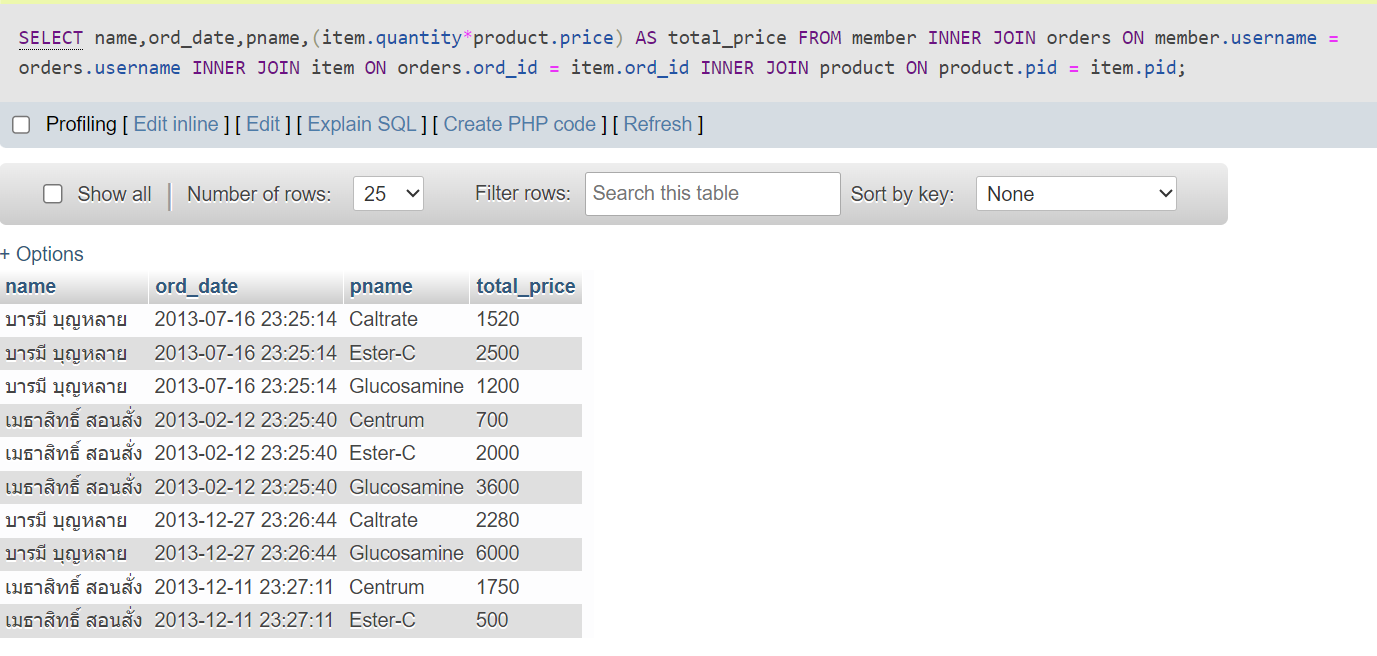 SELECT name,ord_date,pname,(item.quantity*product.price) AS total_price FROM member INNER JOIN orders ON member.username =
orders.username INNER JOIN item ON orders.ord_id = item.ord_id INNER JOIN product ON product.pid = item.pid;
Profiling [ Edit inline ] [ Edit ] [ Explain SQL ] [ Create PHP code ] [ Refresh ]
Show all | Number of rows: 25 Filter rows: Search this table Sort by key: None
+ Options
name ord_date pname total_price
บารมี บุญหลาย 2013-07-16 23:25:14 Caltrate 1520
บารมี บุญหลาย 2013-07-16 23:25:14 Ester-C 2500
บารมี บุญหลาย 2013-07-16 23:25:14 Glucosamine 1200
เมธาสิทธิ์ สอนสั่ง 2013-02-12 23:25:40 Centrum 700
เมธาสิทธิ์ สอนสั่ง 2013-02-12 23:25:40 Ester-C 2000
เมธาสิทธิ์ สอนสั่ง 2013-02-12 23:25:40 Glucosamine 3600
บารมี บุญหลาย 2013-12-27 23:26:44 Caltrate 2280
บารมี บุญหลาย 2013-12-27 23:26:44 Glucosamine 6000
เมธาสิทธิ์ สอนสั่ง 2013-12-11 23:27:11 Centrum 1750
เมธาสิทธิ์ สอนสั่ง 2013-12-11 23:27:11 Ester-C 500